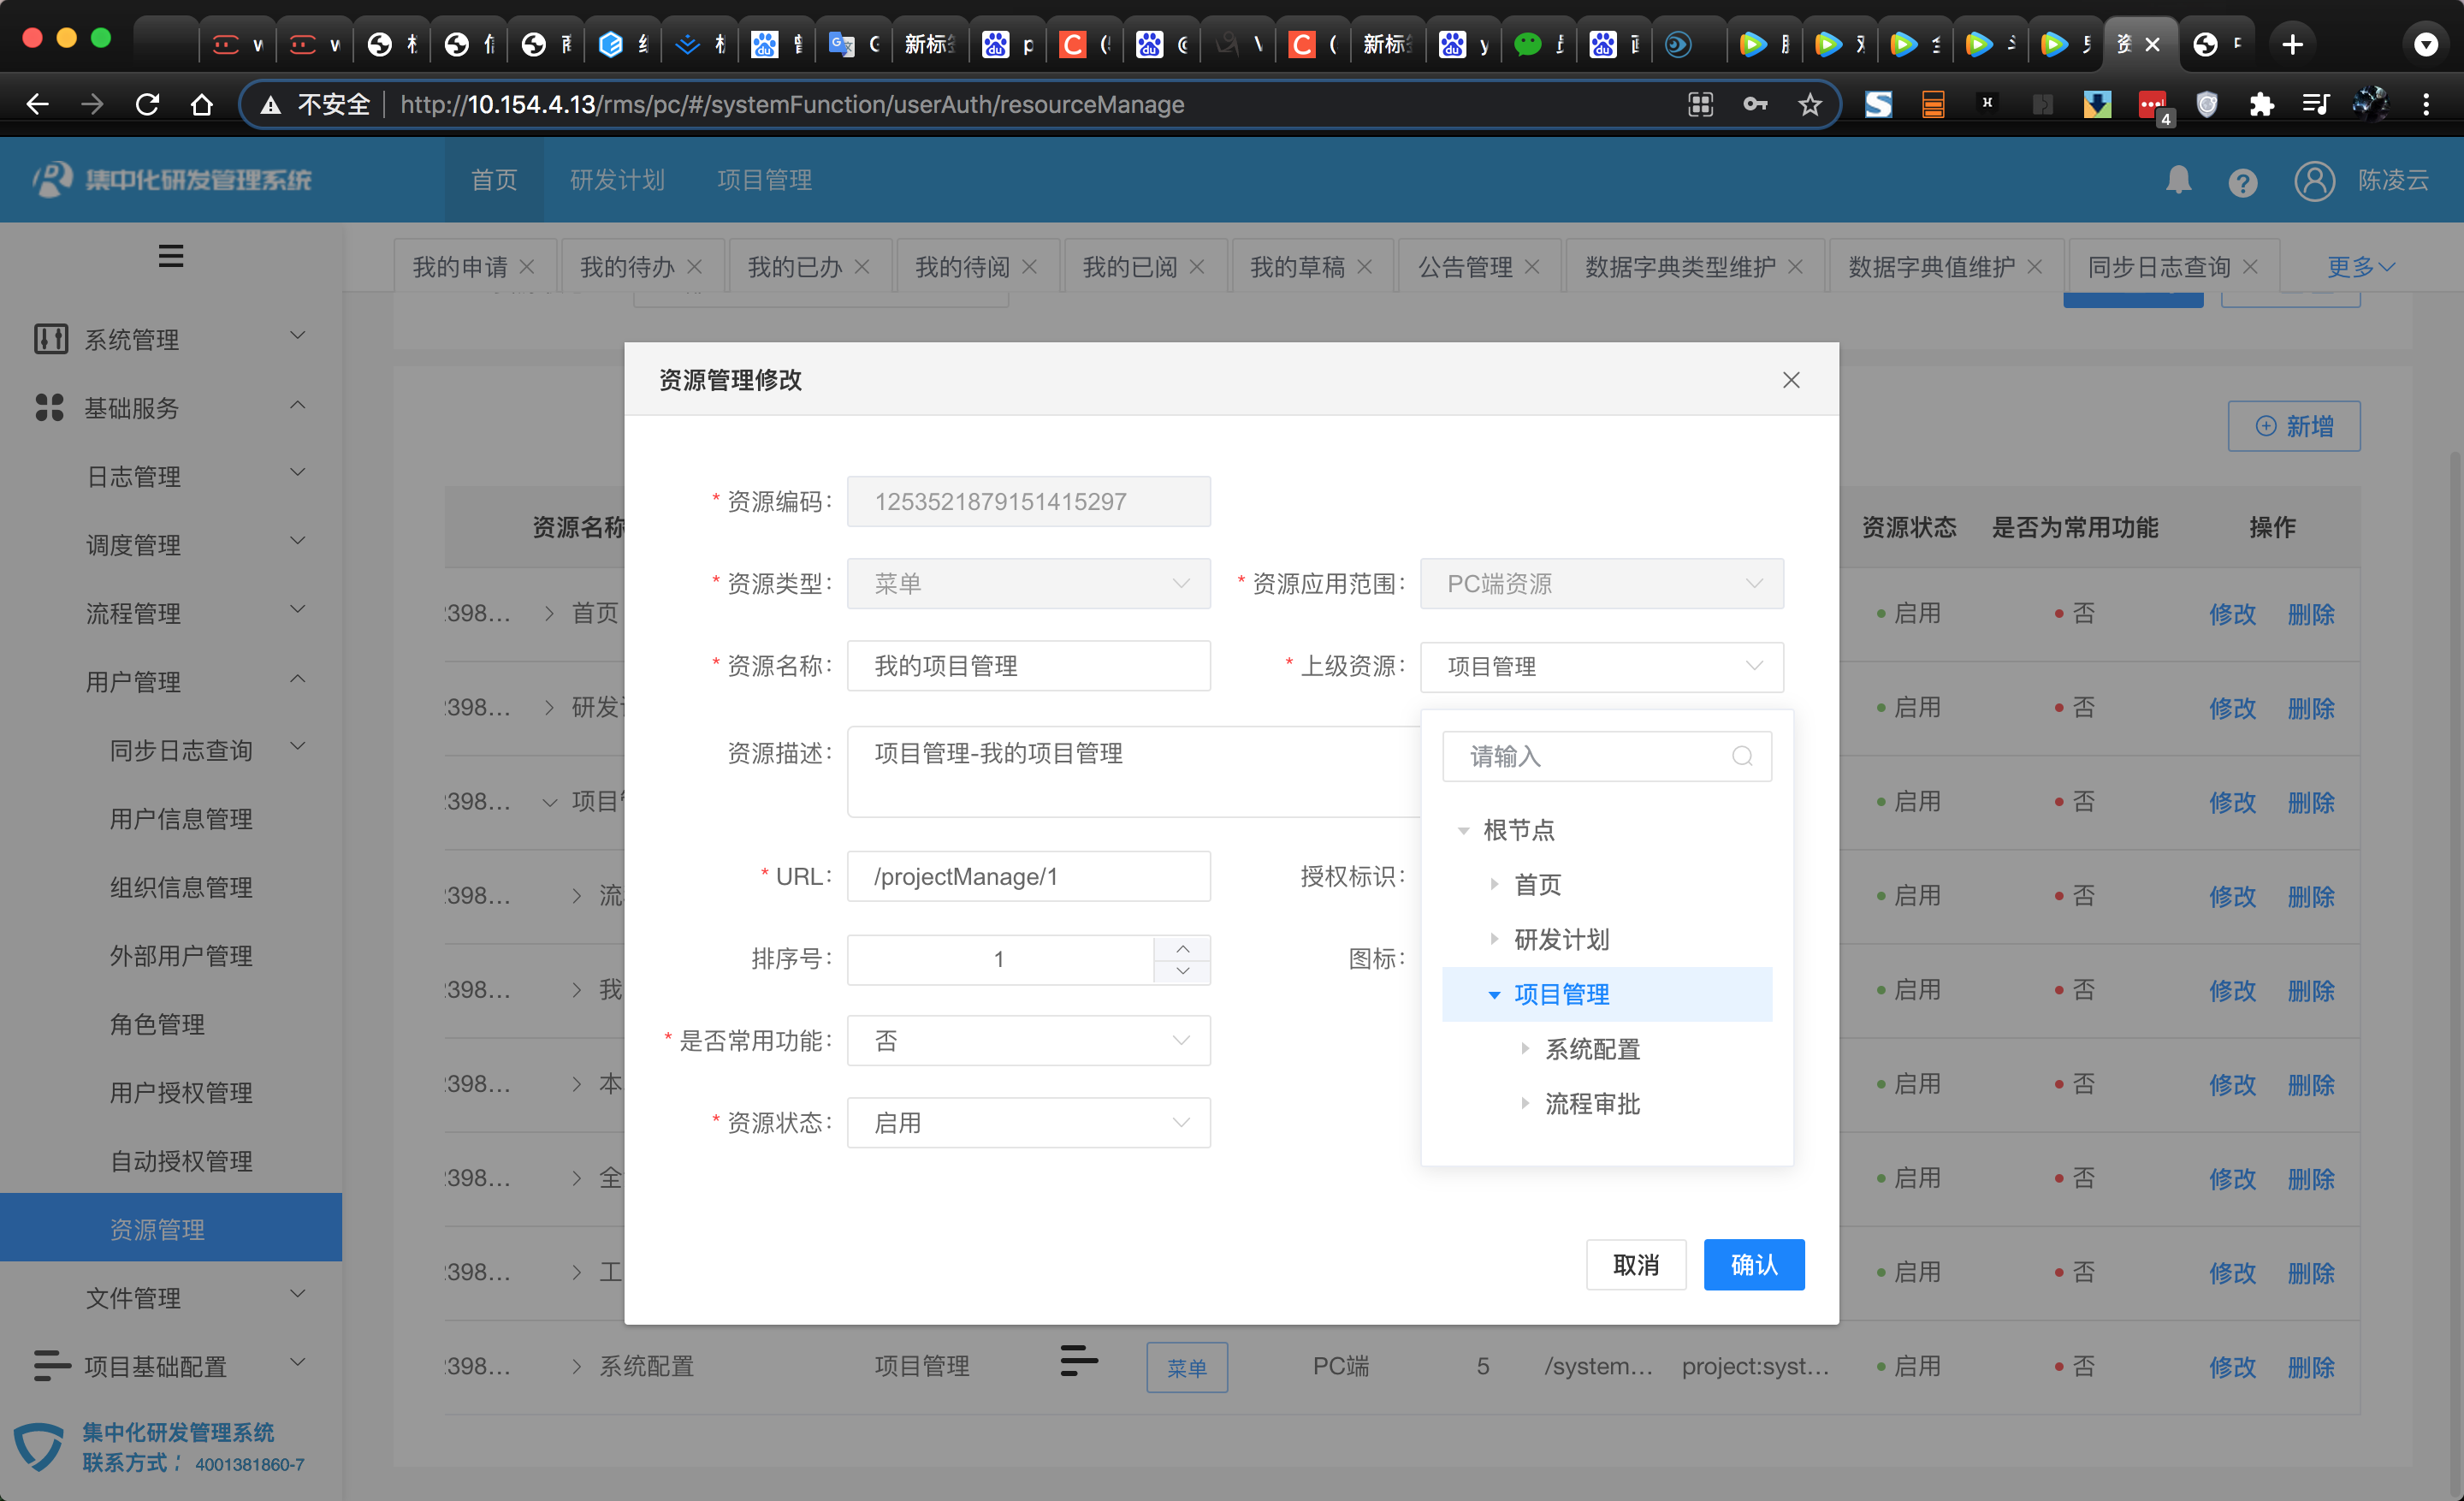 不安全 http://10.154.4.13/rms/pc/#/systemFunction/userAuth/resourceManage
4
集中化研发管理系统 首页 研发计划 项目管理 陈凌云
我的申请 我的待办 我的已办 我的待阅 我的已阅 我的草稿 公告管理 数据字典类型维护 数据字典值维护 同步日志查询 更多
系统管理
基础服务
日志管理
调度管理
流程管理
用户管理
同步日志查询
用户信息管理
组织信息管理
外部用户管理
角色管理
用户授权管理
自动授权管理
资源管理
文件管理
项目基础配置
集中化研发管理系统
联系方式: 4001381860-7
新增
资源名称 资源状态 是否为常用功能 操作
398... 首页 启用 否 修改 删除
398... 研发 启用 否 修改 删除
398... 项目 启用 否 修改 删除
398... 流 启用 否 修改 删除
398... 我 启用 否 修改 删除
398... 本 启用 否 修改 删除
398... 全 启用 否 修改 删除
398... 工 启用 否 修改 删除
398... 系统配置 项目管理 菜单 PC端 5 /system... project:syst... 启用 否 修改 删除
资源管理修改
* 资源编码: 1253521879151415297
* 资源类型: 菜单 * 资源应用范围: PC端资源
* 资源名称: 我的项目管理 * 上级资源: 项目管理
资源描述: 项目管理-我的项目管理
* URL: /projectManage/1 授权标识:
排序号: 1 图标:
* 是否常用功能: 否
* 资源状态: 启用
请输入
根节点
首页
研发计划
项目管理
系统配置
流程审批
取消 确认